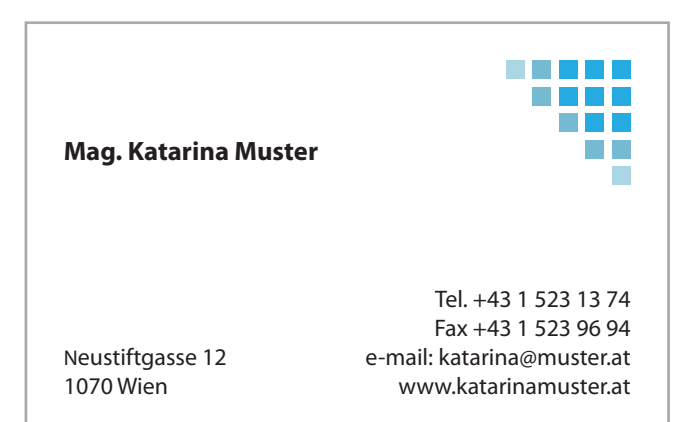 Mag. Katarina Muster
Tel. +43 1 523 13 74
Fax +43 1 523 96 94
Neustiftgasse 12
e-mail: katarina@muster.at
1070 Wien
www.katarinamuster.at